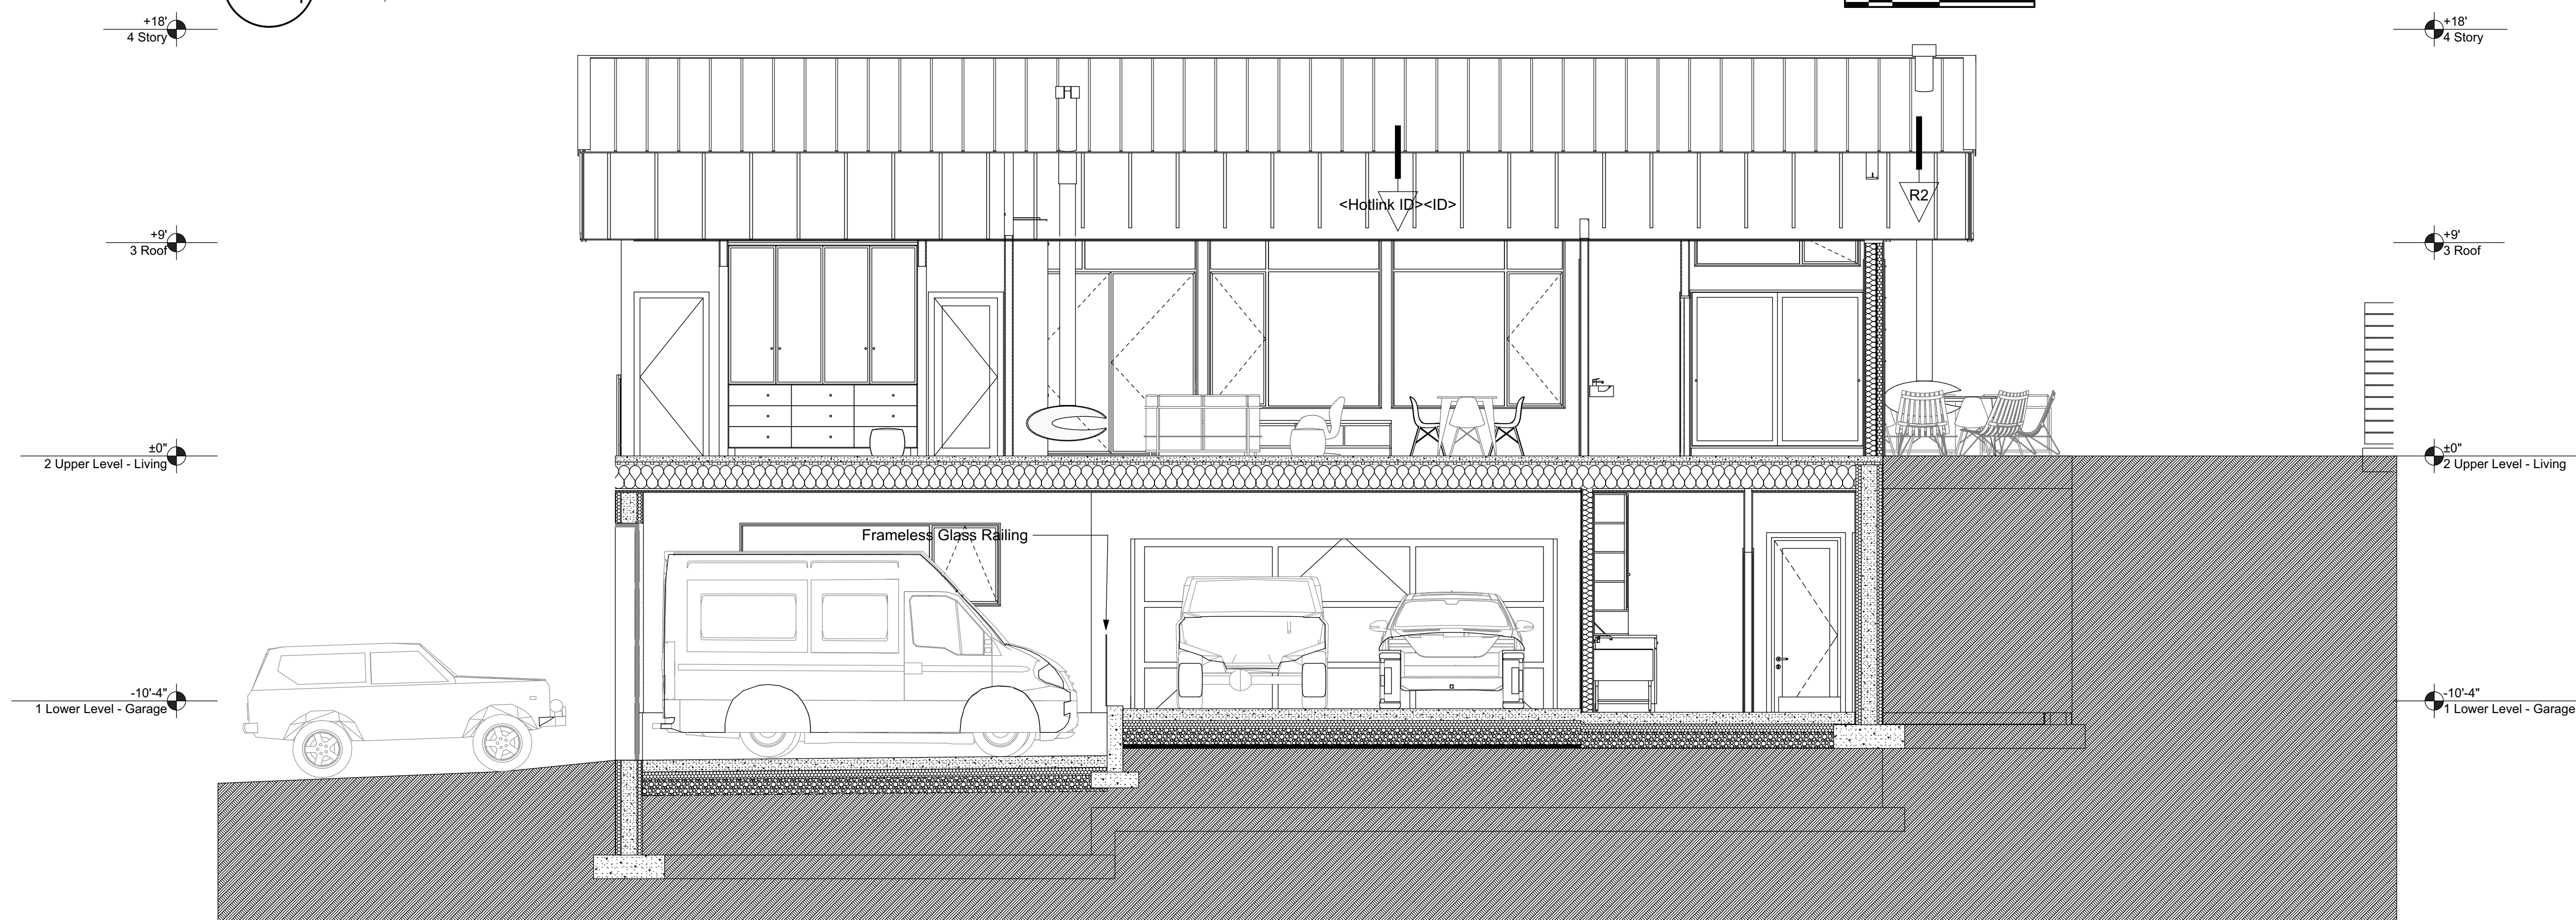 +18'
4 Story
+18'
4 Story
<Hotlink ID><ID>
R2
+9'
3 Roof
+9'
3 Roof
±0"
2 Upper Level - Living
±0"
2 Upper Level - Living
Frameless Glass Railing
-10'-4"
1 Lower Level - Garage
-10'-4"
1 Lower Level - Garage